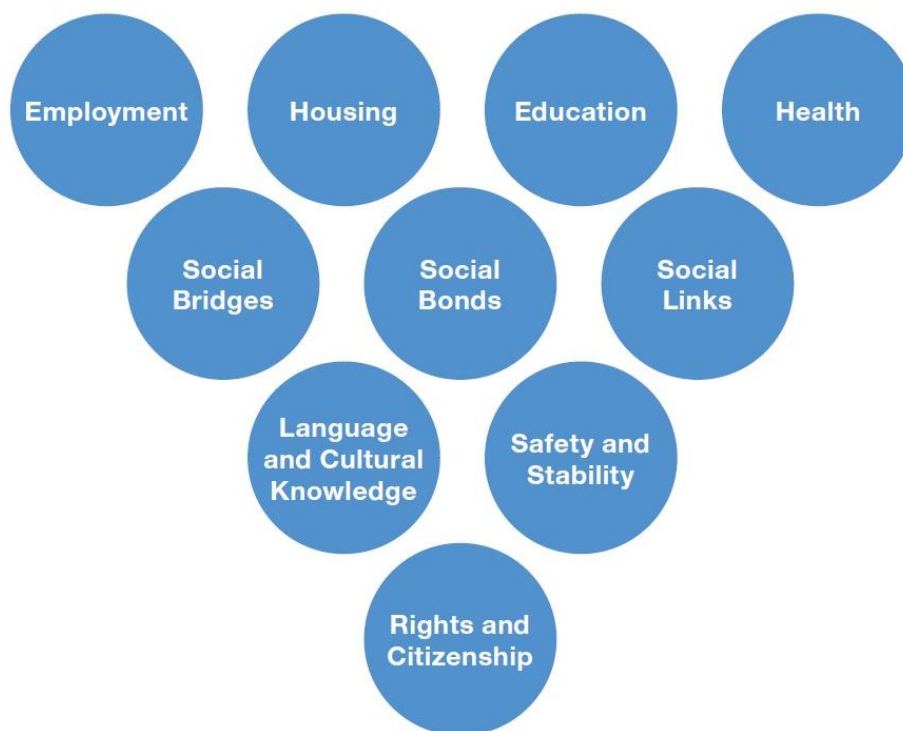 Employment
Housing
Education
Health
Social
Bridges
Social
Bonds
Social
Links
Language
and Cultural
Knowledge
Safety and
Stability
Rights and
Citizenship